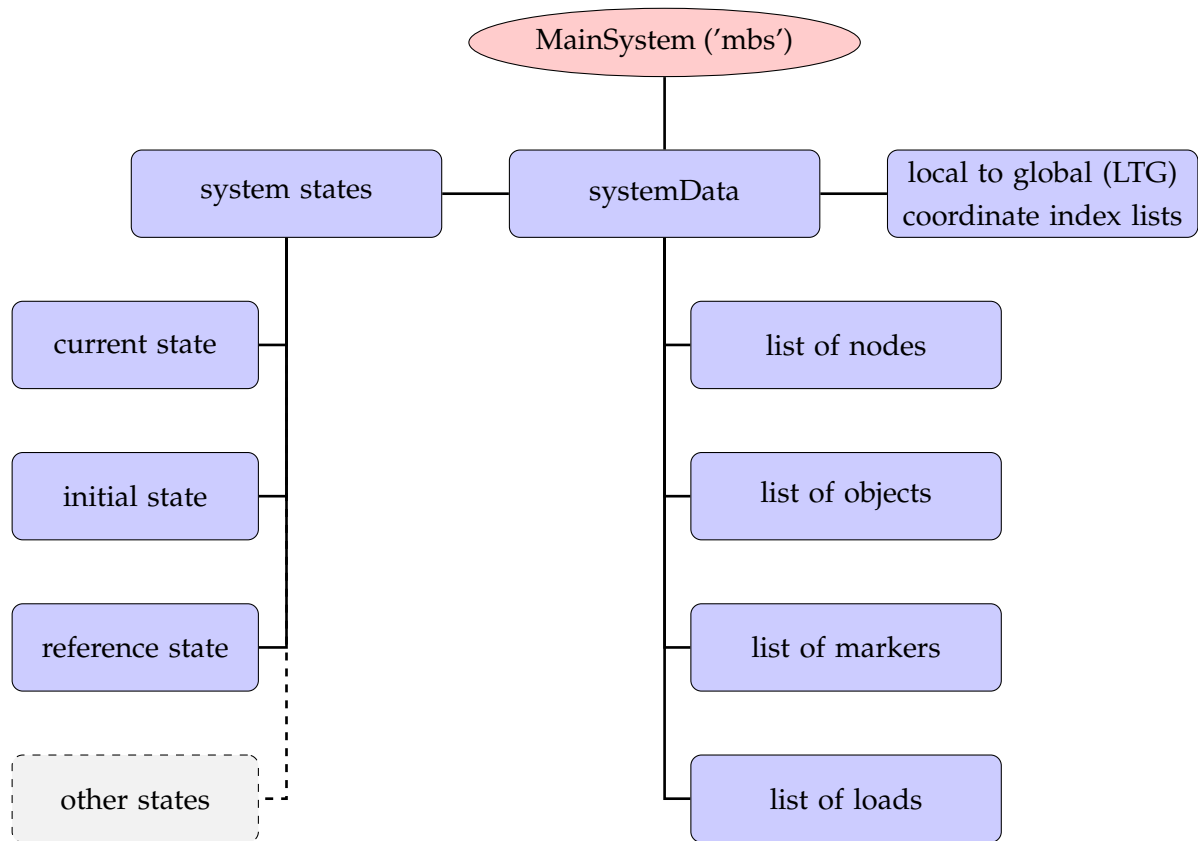 MainSystem (’mbs’)
system states
systemData
local to global (LTG)
coordinate index lists
current state
list of nodes
initial state
list of objects
reference state
list of markers
other states
list of loads